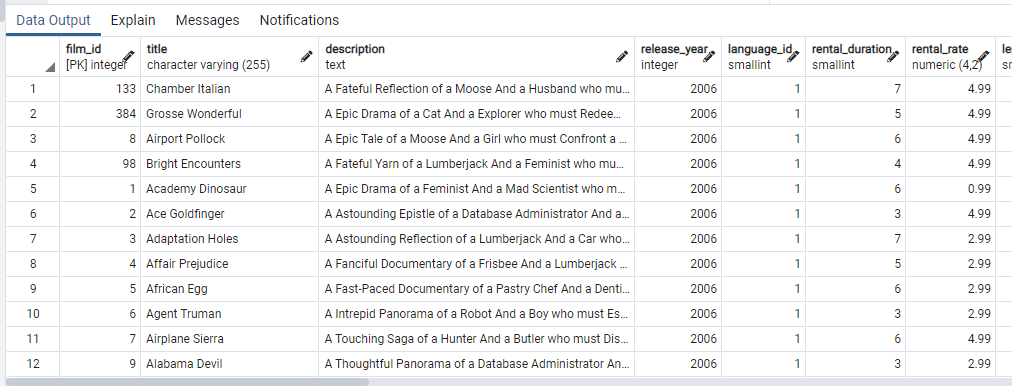 Data Output Explain Messages Notifications
film_id title description release_year language_id rental_duration rental_rate
[PK] integer character varying (255) text integer smallint smallint numeric (4,2)
1 133 Chamber Italian A Fateful Reflection of a Moose And a Husband who mu... 2006 1 7 4.99
2 384 Grosse Wonderful A Epic Drama of a Cat And a Explorer who must Redee... 2006 1 5 4.99
3 8 Airport Pollock A Epic Tale of a Moose And a Girl who must Confront a ... 2006 1 6 4.99
4 98 Bright Encounters A Fateful Yarn of a Lumberjack And a Feminist who mu... 2006 1 4 4.99
5 1 Academy Dinosaur A Epic Drama of a Feminist And a Mad Scientist who m... 2006 1 6 0.99
6 2 Ace Goldfinger A Astounding Epistle of a Database Administrator And a... 2006 1 3 4.99
7 3 Adaptation Holes A Astounding Reflection of a Lumberjack And a Car who... 2006 1 7 2.99
8 4 Affair Prejudice A Fanciful Documentary of a Frisbee And a Lumberjack ... 2006 1 5 2.99
9 5 African Egg A Fast-Paced Documentary of a Pastry Chef And a Denti... 2006 1 6 2.99
10 6 Agent Truman A Intrepid Panorama of a Robot And a Boy who must Es... 2006 1 3 2.99
11 7 Airplane Sierra A Touching Saga of a Hunter And a Butler who must Dis... 2006 1 6 4.99
12 9 Alabama Devil A Thoughtful Panorama of a Database Administrator An... 2006 1 3 2.99